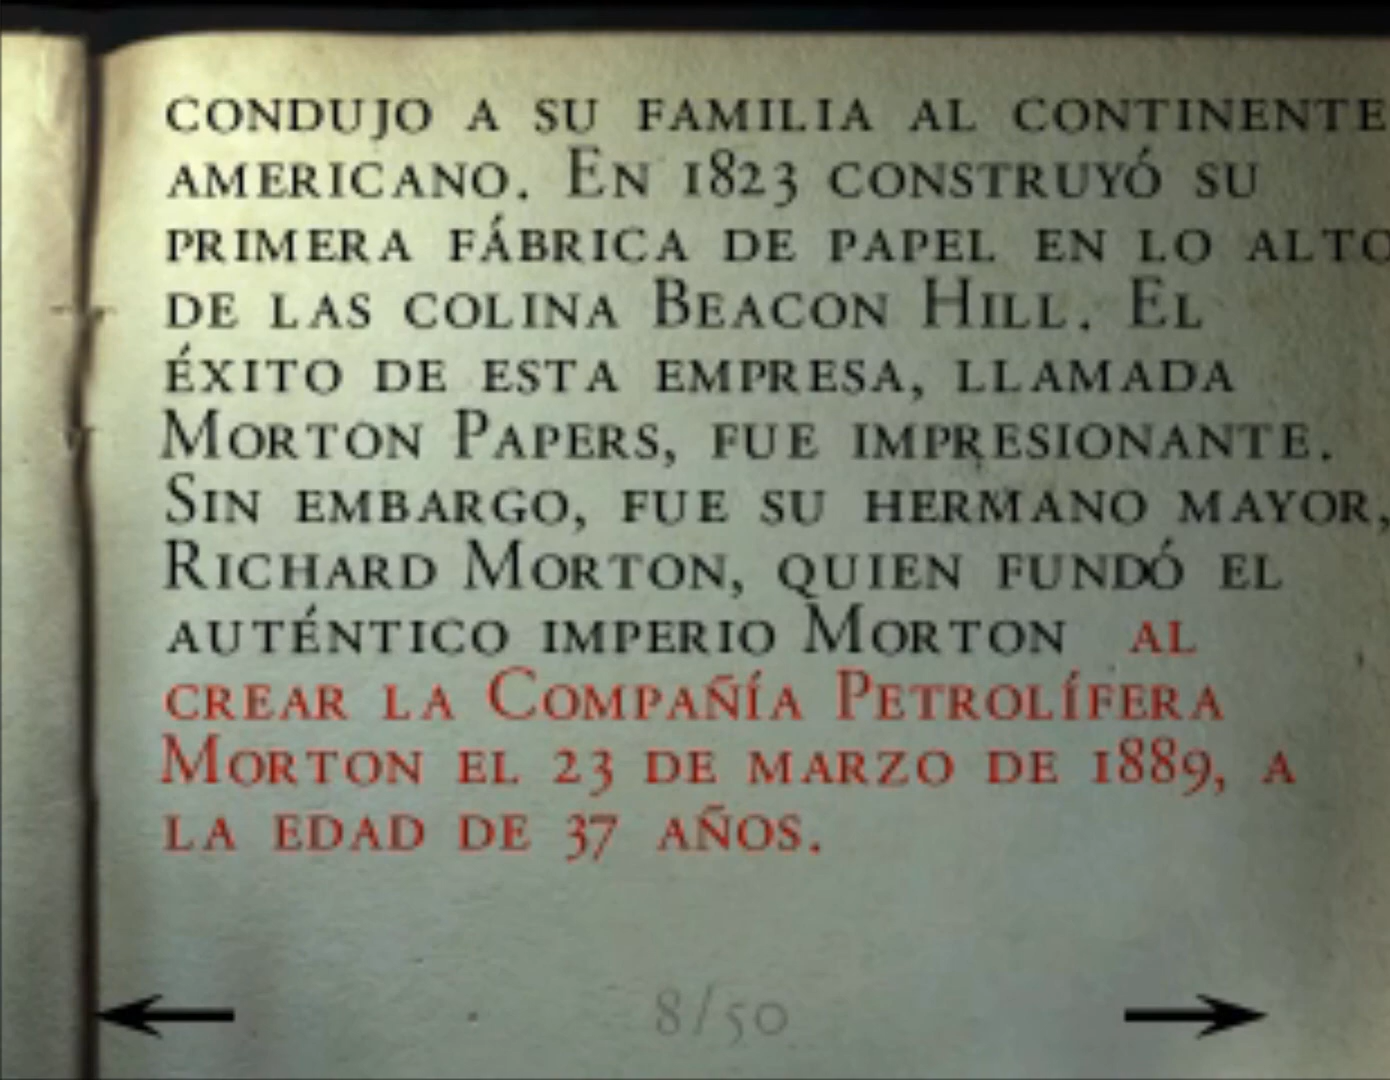 CONDUJO A SU FAMILIA AL CONTINENTE
AMERICANO. EN 1823 CONSTRUYÓ SU
PRIMERA FÁBRICA DE PAPEL EN LO ALTO
DE LAS COLINA BEACON HILL. EL
ÉXITO DE ESTA EMPRESA, LLAMADA
MORTON PAPERS, FUE IMPRESIONANTE.
SIN EMBARGO, FUE SU HERMANO MAYOR,
RICHARD MORTON, QUIEN FUNDÓ EL
AUTÉNTICO IMPERIO MORTON AL
CREAR LA COMPAÑÍA PETROLÍFERA
MORTON EL 23 DE MARZO DE 1889, A
LA EDAD DE 37 AÑOS.
8/50